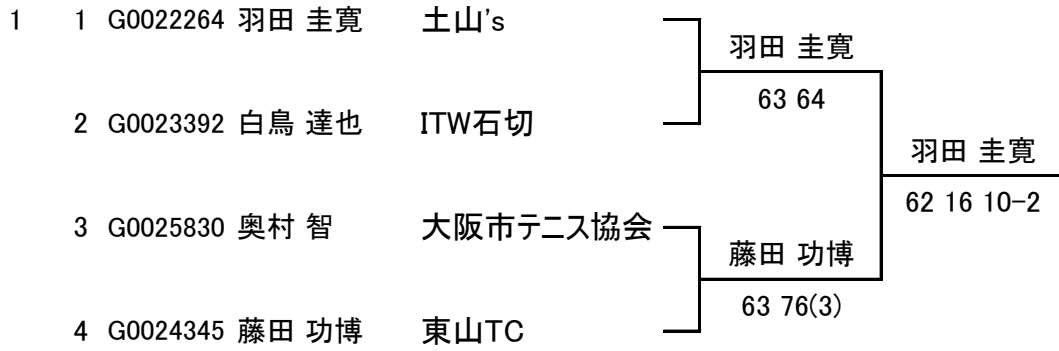 1 1 G0022264 羽田 圭寛 土山's
羽田 圭寛
63 64
2 G0023392 白鳥 達也 ITW石切
羽田 圭寛
62 16 10-2
3 G0025830 奥村 智 大阪市テニス協会
藤田 功博
63 76(3)
4 G0024345 藤田 功博 東山TC